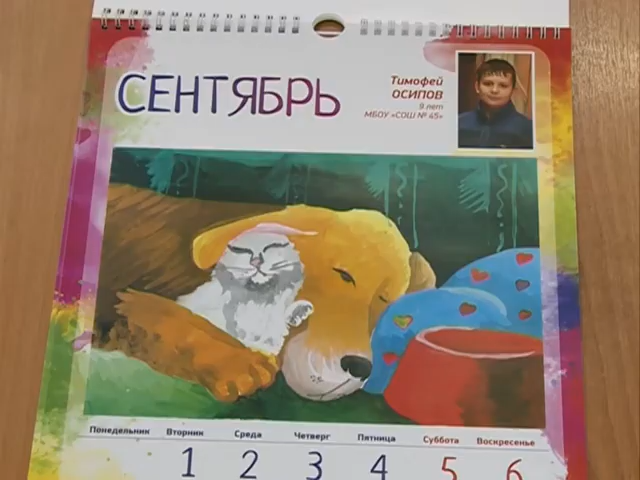 СЕНТЯБРЬ
Тимофей
ОСИПОВ
9 лет
МБОУ «СОШ № 45»
Понедельник Вторник Среда Четверг Пятница Суббота Воскресенье
1 2 3 4 5 6